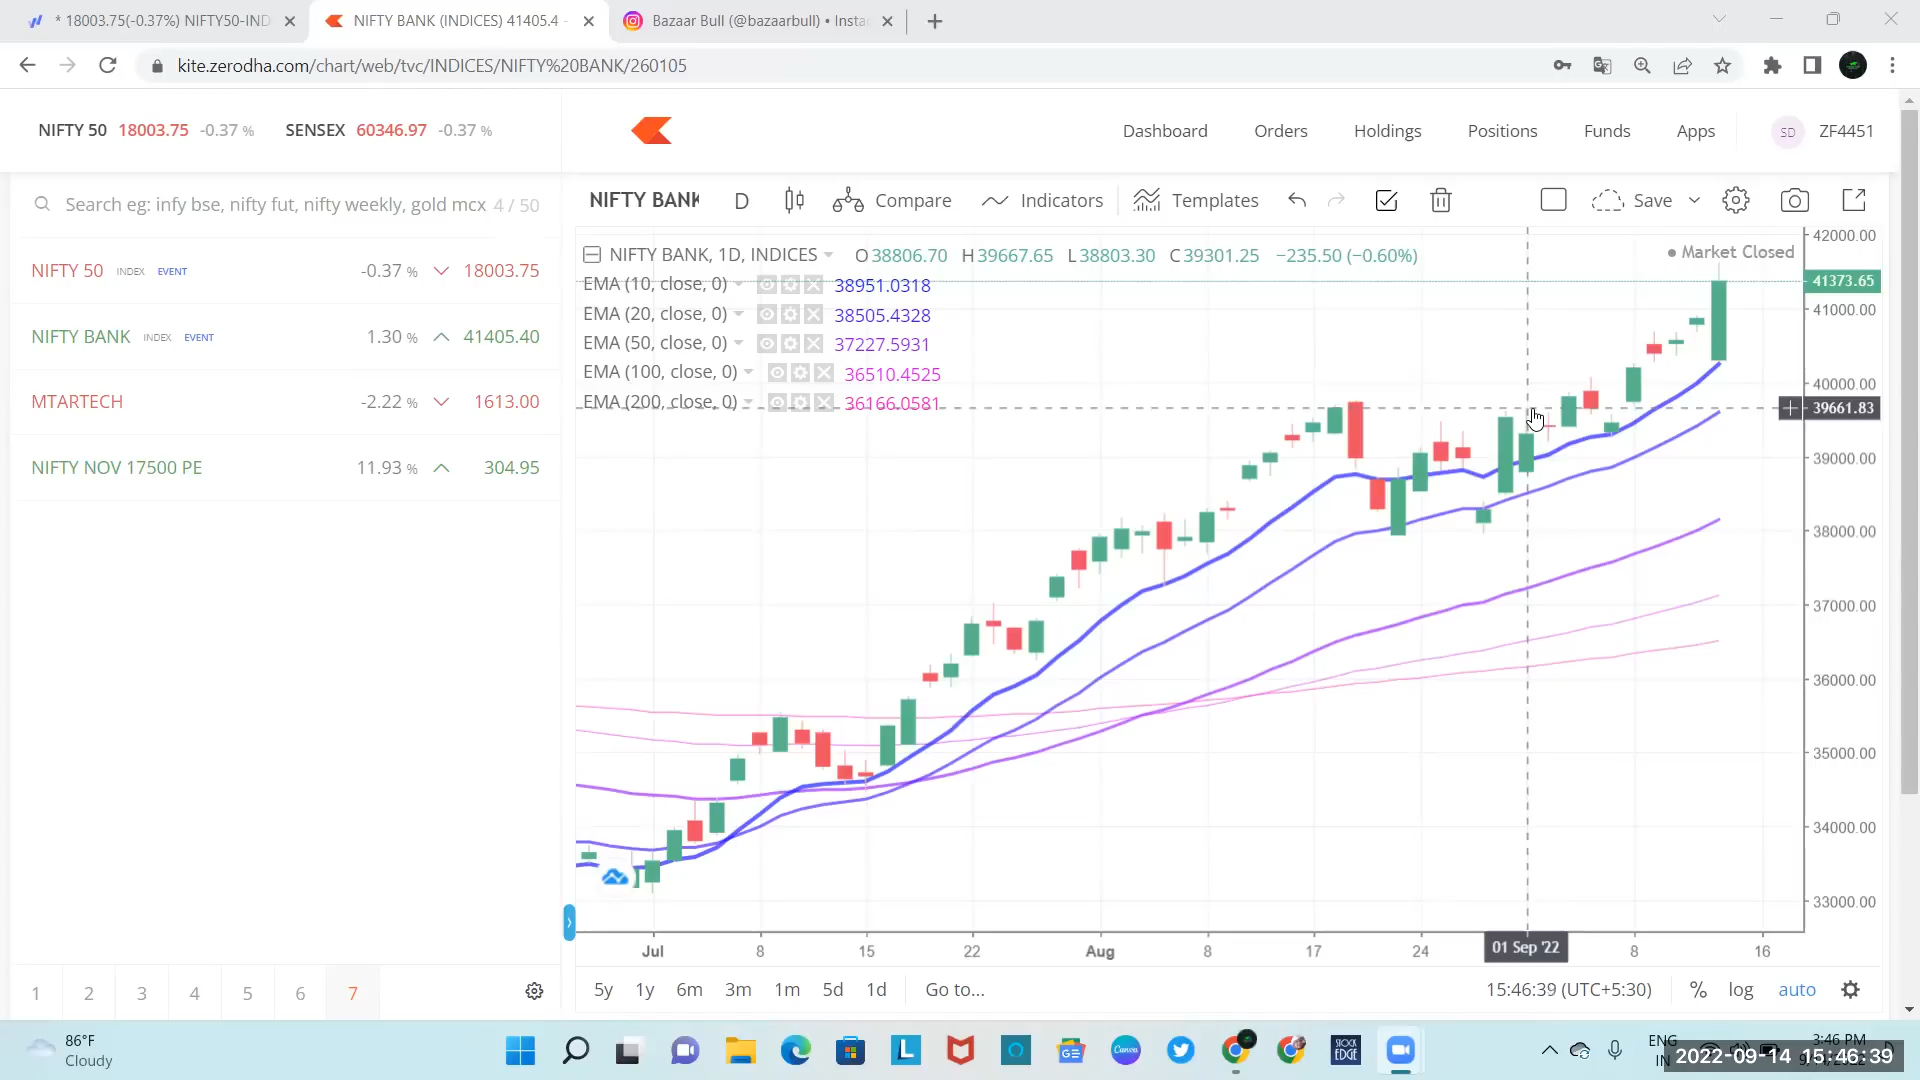 * 18003.75(-0.37%) NIFTY50-IND
NIFTY BANK (INDICES) 41405.4 -
Bazaar Bull (@bazaarbull) • Insta
kite.zerodha.com/chart/web/tvc/INDICES/NIFTY%20BANK/260105
NIFTY 50 18003.75 -0.37 %
SENSEX 60346.97 -0.37 %
Dashboard
Orders
Holdings
Positions
Funds
Apps
SD
ZF4451
Search eg: infy bse, nifty fut, nifty weekly, gold mcx 4 / 50
NIFTY BANK
D
Compare
Indicators
Templates
Save
NIFTY 50 INDEX EVENT -0.37 % 18003.75
NIFTY BANK INDEX EVENT 1.30 % 41405.40
MTARTECH -2.22 % 1613.00
NIFTY NOV 17500 PE 11.93 % 304.95
NIFTY BANK, 1D, INDICES O38806.70 H39667.65 L38803.30 C39301.25 −235.50 (−0.60%)
Market Closed
EMA (10, close, 0) 38951.0318
EMA (20, close, 0) 38505.4328
EMA (50, close, 0) 37227.5931
EMA (100, close, 0) 36510.4525
EMA (200, close, 0) 36166.0581
42000.00
41373.65
41000.00
40000.00
39661.83
39000.00
38000.00
37000.00
36000.00
35000.00
34000.00
33000.00
Jul
8
15
22
Aug
8
17
24
01 Sep '22
8
16
1
2
3
4
5
6
7
5y
1y
6m
3m
1m
5d
1d
Go to...
15:46:39 (UTC+5:30)
%
log
auto
86°F
Cloudy
L
Canva
STOCK
EDGE
ENG
IN
3:46 PM
2022-09-14 15:46:39